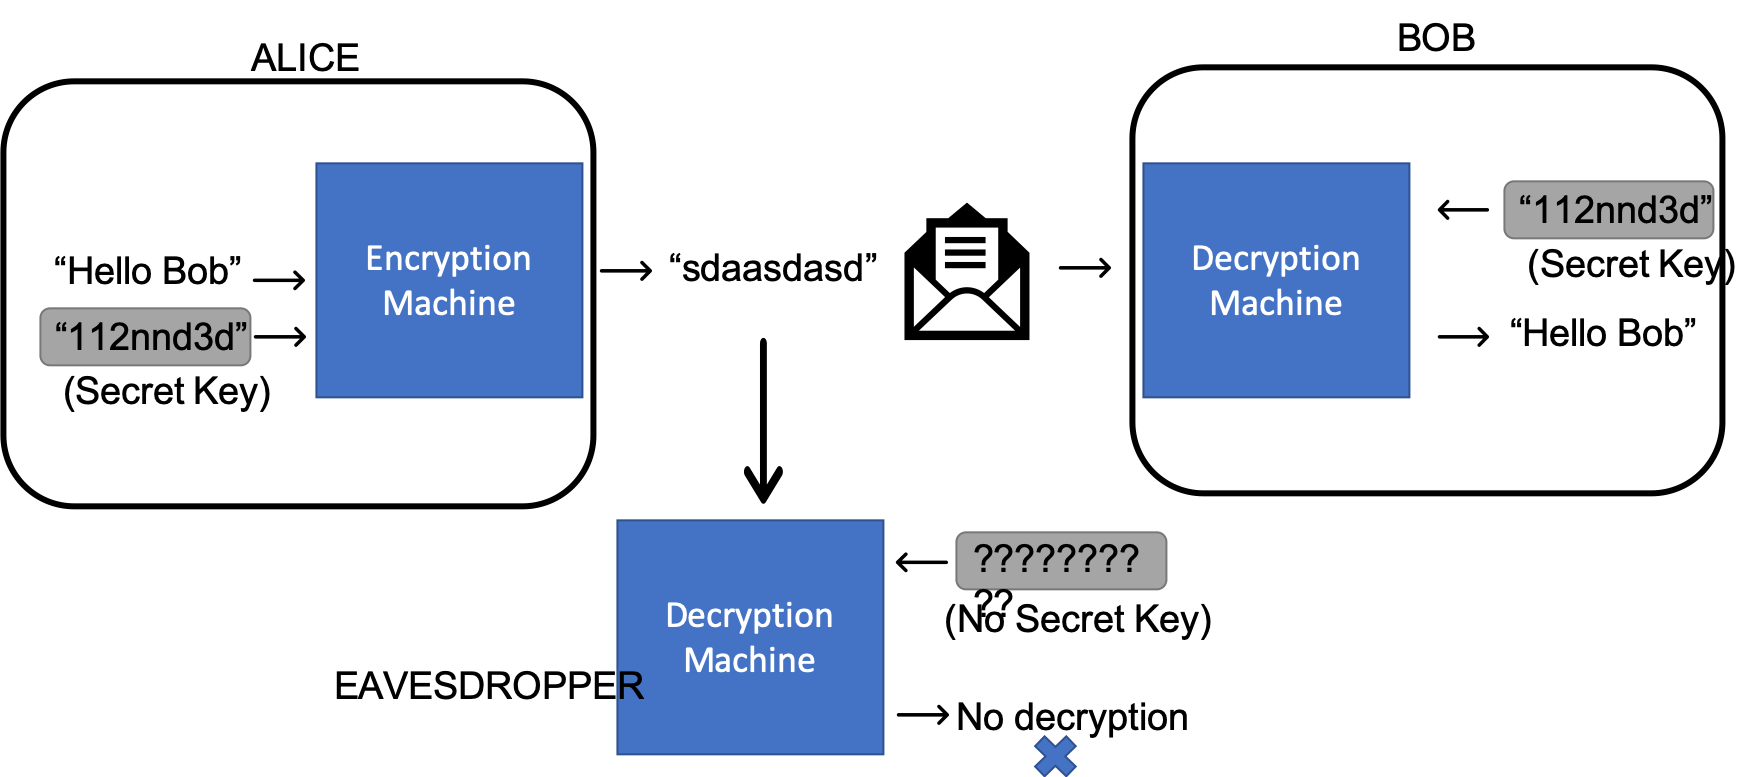 ALICE
BOB
“Hello Bob”
“112nnd3d”
(Secret Key)
Encryption
Machine
“sdaasdasd”
Decryption
Machine
“112nnd3d”
(Secret Key)
“Hello Bob”
EAVESDROPPER
Decryption
Machine
????????
??
(No Secret Key)
No decryption